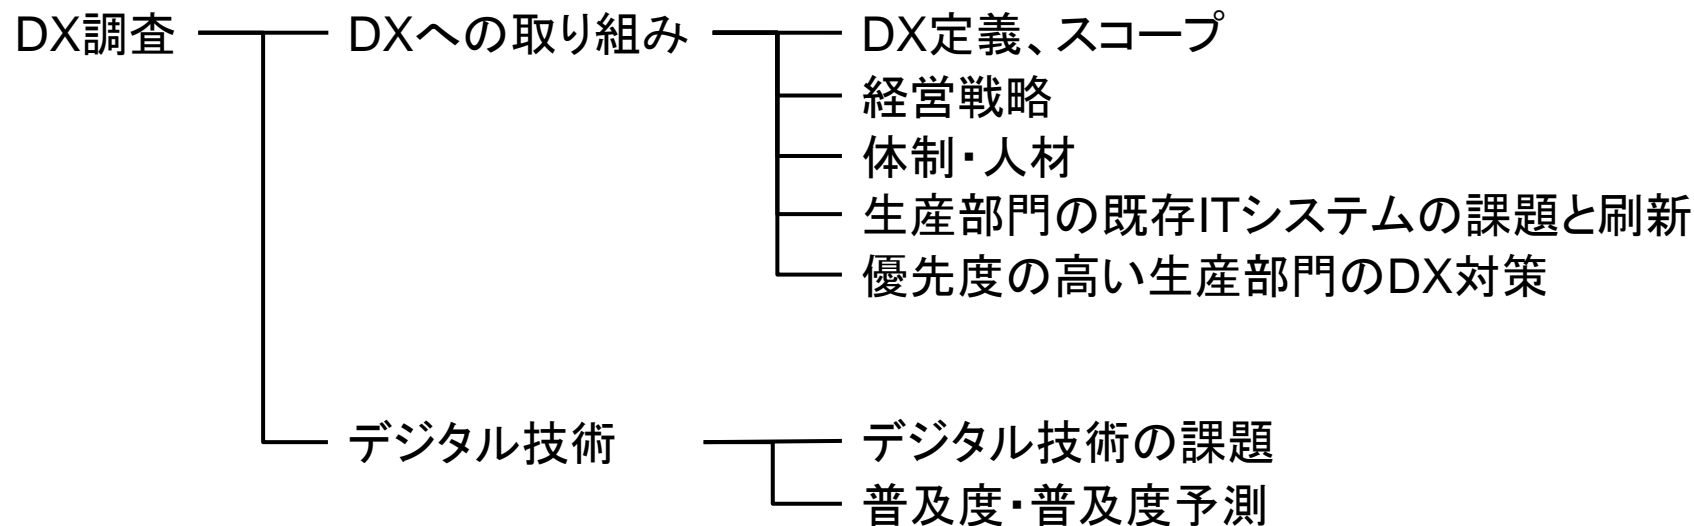 DX調査
DXへの取り組み
DX定義、スコープ
経営戦略
体制・人材
生産部門の既存ITシステムの課題と刷新
優先度の高い生産部門のDX対策
デジタル技術
デジタル技術の課題
普及度・普及度予測